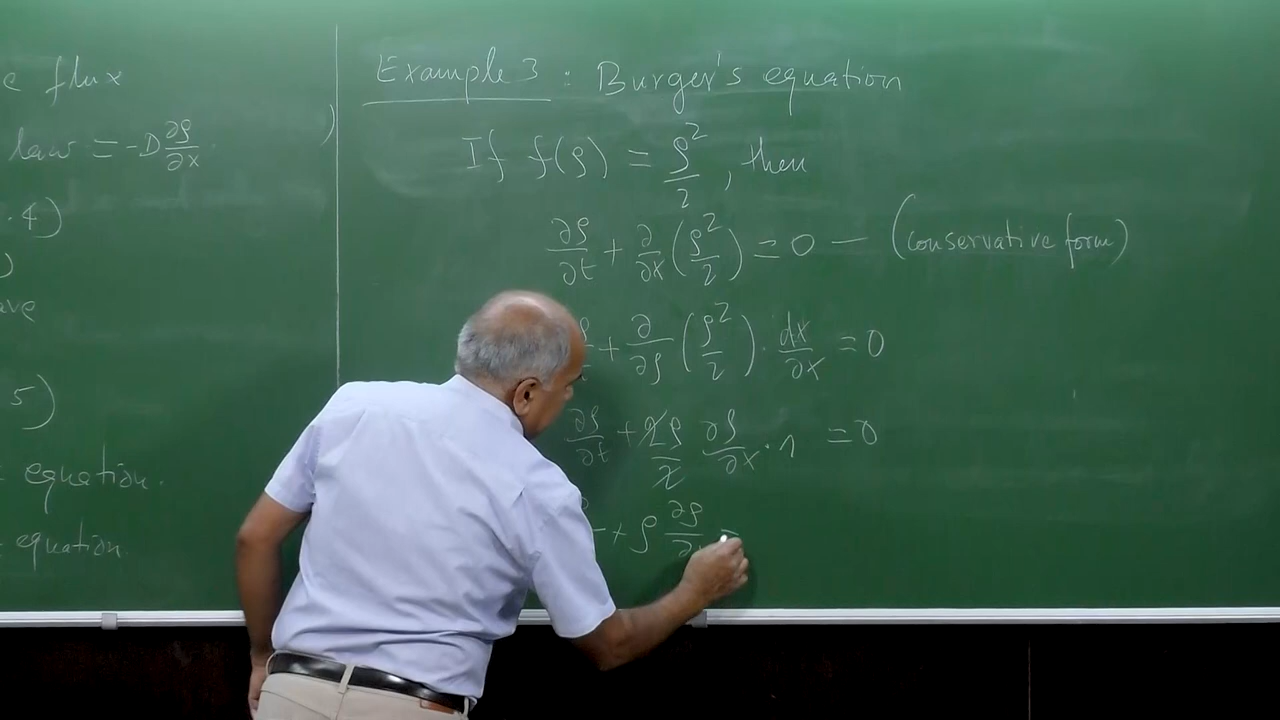 e flux
law = -D ∂ρ/∂x
.4)
)
ave
5)
equation.
equation.
)
Example 3 : Burger's equation
If f(ρ) = ρ²/2 , then
∂ρ/∂t + ∂/∂x (ρ²/2) = 0 — (conservative form)
+ ∂/∂ρ (ρ²/2) · dx/∂x = 0
∂ρ/∂t + 2ρ/2 ∂ρ/∂x · 1 = 0
+ ρ ∂ρ/∂x =